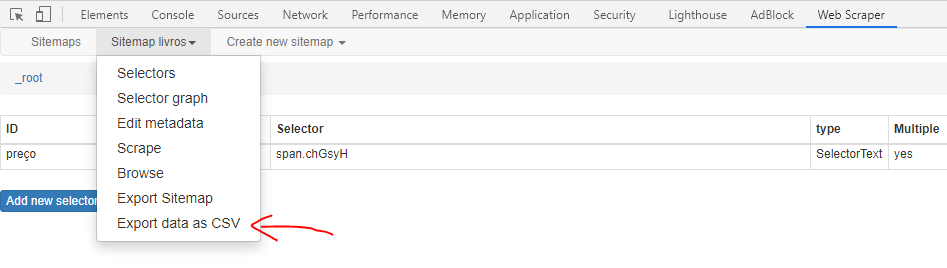 Elements Console Sources Network Performance Memory Application Security Lighthouse AdBlock Web Scraper
Sitemaps Sitemap livros Create new sitemap
_root
Selectors
Selector graph
Edit metadata
Scrape
Browse
Export Sitemap
Export data as CSV
ID Selector type Multiple
preço span.chGsyH SelectorText yes
Add new selector